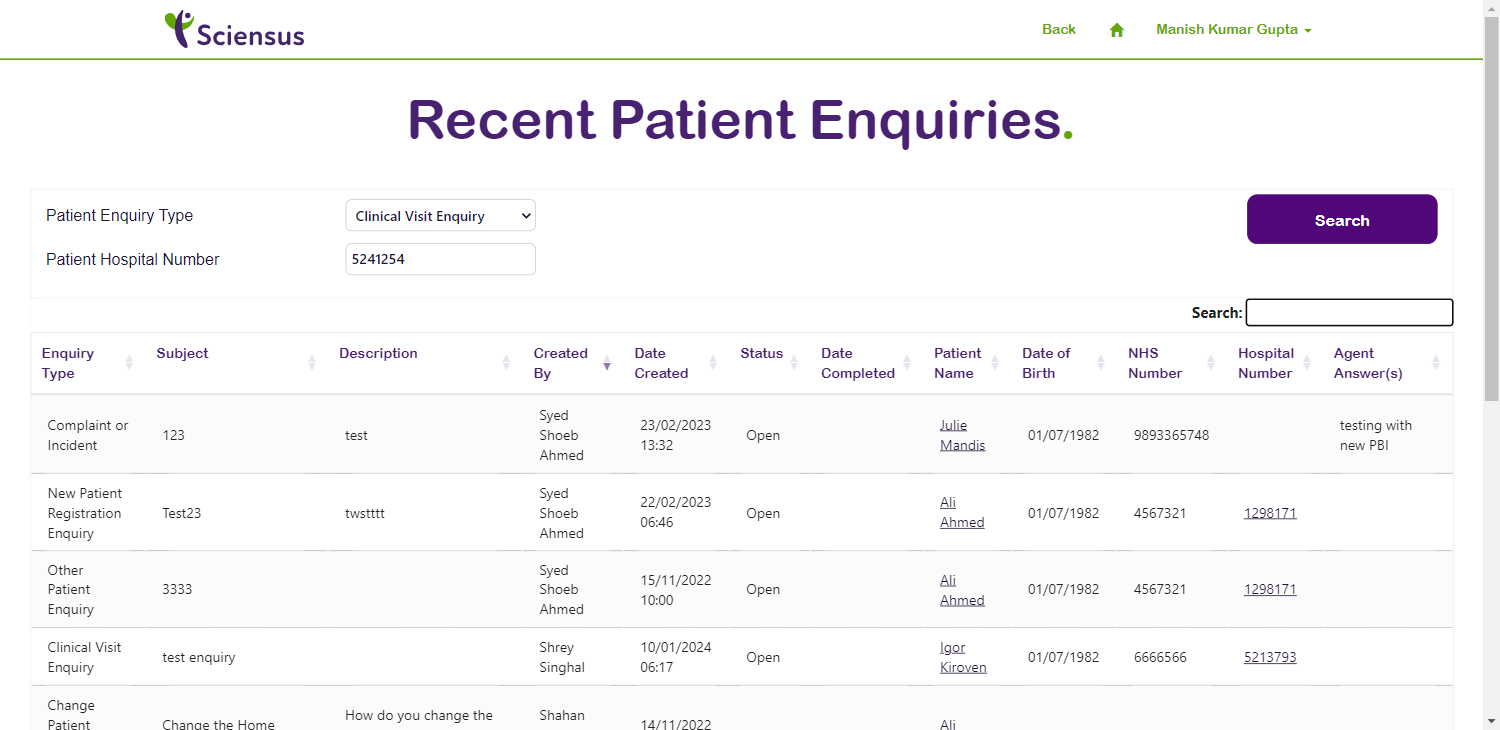 Sciensus
Back
Manish Kumar Gupta
Recent Patient Enquiries.
Patient Enquiry Type
Clinical Visit Enquiry
Search
Patient Hospital Number
5241254
Search:
Enquiry Type Subject Description Created By Date Created Status Date Completed Patient Name Date of Birth NHS Number Hospital Number Agent Answer(s)
Complaint or Incident 123 test Syed Shoeb Ahmed 23/02/2023 13:32 Open Julie Mandis 01/07/1982 9893365748 testing with new PBI
New Patient Registration Enquiry Test23 twstttt Syed Shoeb Ahmed 22/02/2023 06:46 Open Ali Ahmed 01/07/1982 4567321 1298171
Other Patient Enquiry 3333 Syed Shoeb Ahmed 15/11/2022 10:00 Open Ali Ahmed 01/07/1982 4567321 1298171
Clinical Visit Enquiry test enquiry Shrey Singhal 10/01/2024 06:17 Open Igor Kiroven 01/07/1982 6666566 5213793
Change Patient Change the Home How do you change the Shahan 14/11/2022 Ali